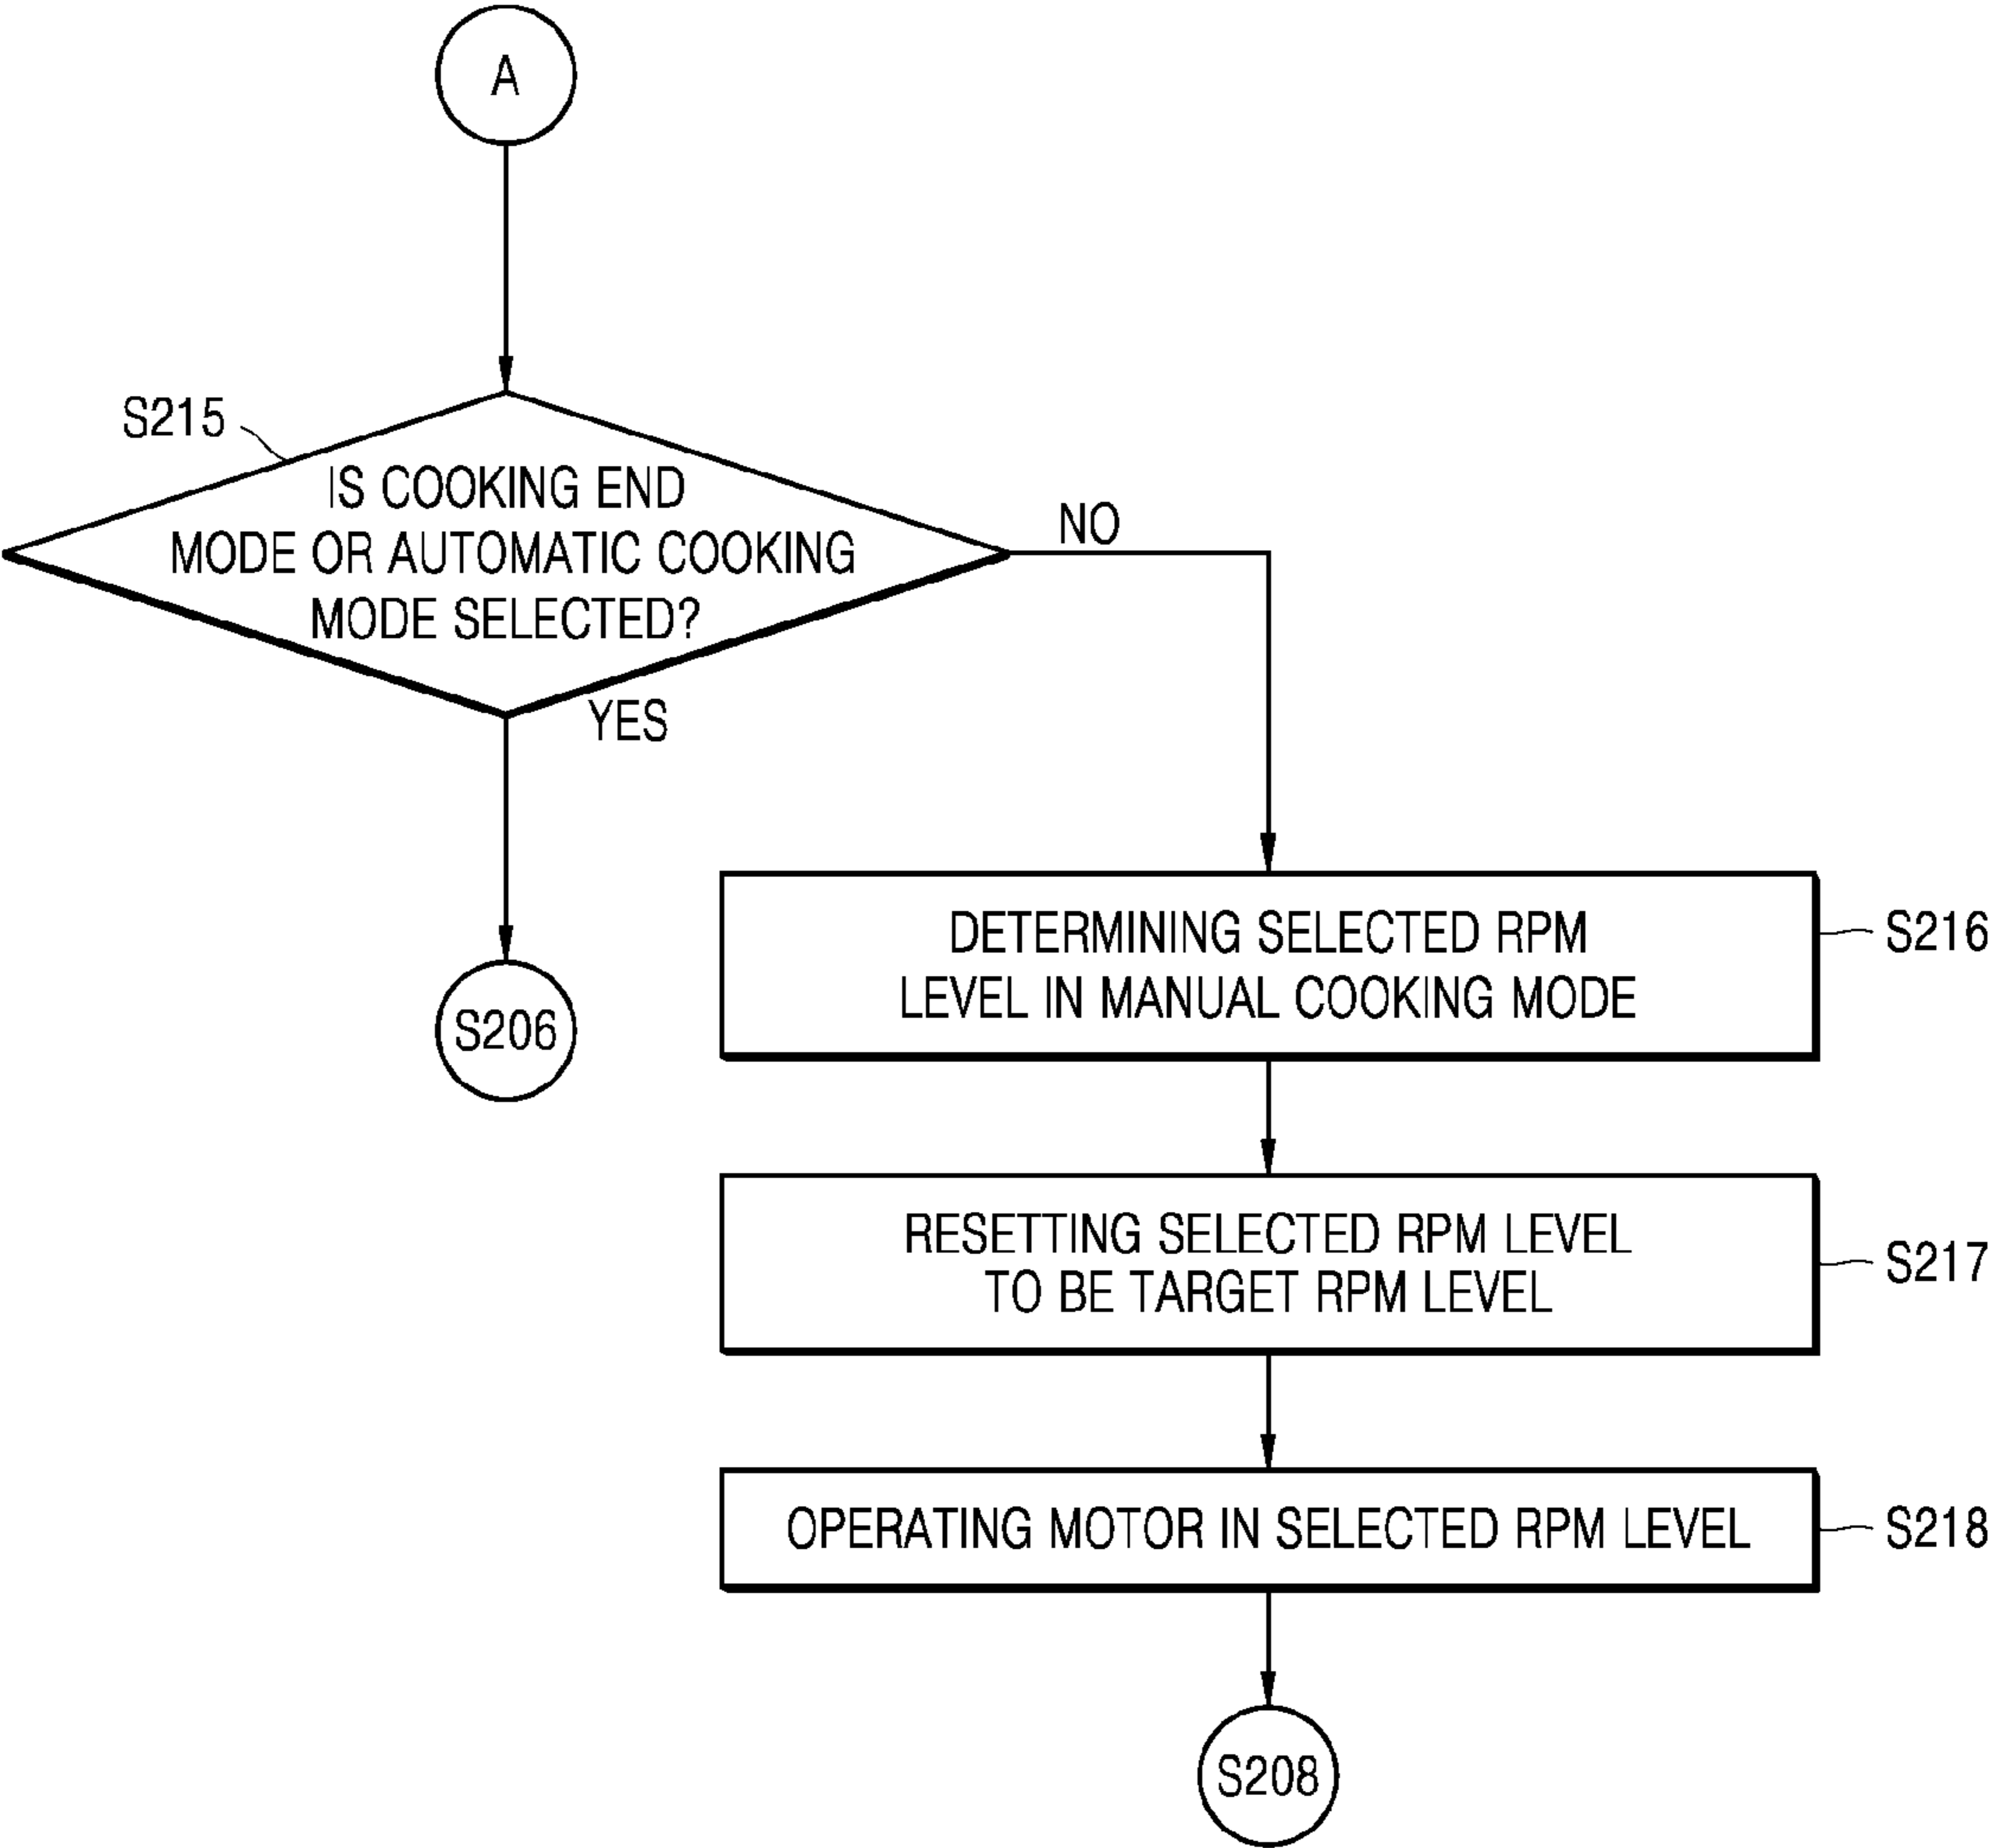 A
S215
IS COOKING END
MODE OR AUTOMATIC COOKING
MODE SELECTED?
NO
YES
S206
DETERMINING SELECTED RPM
LEVEL IN MANUAL COOKING MODE
S216
RESETTING SELECTED RPM LEVEL
TO BE TARGET RPM LEVEL
S217
OPERATING MOTOR IN SELECTED RPM LEVEL
S218
S208